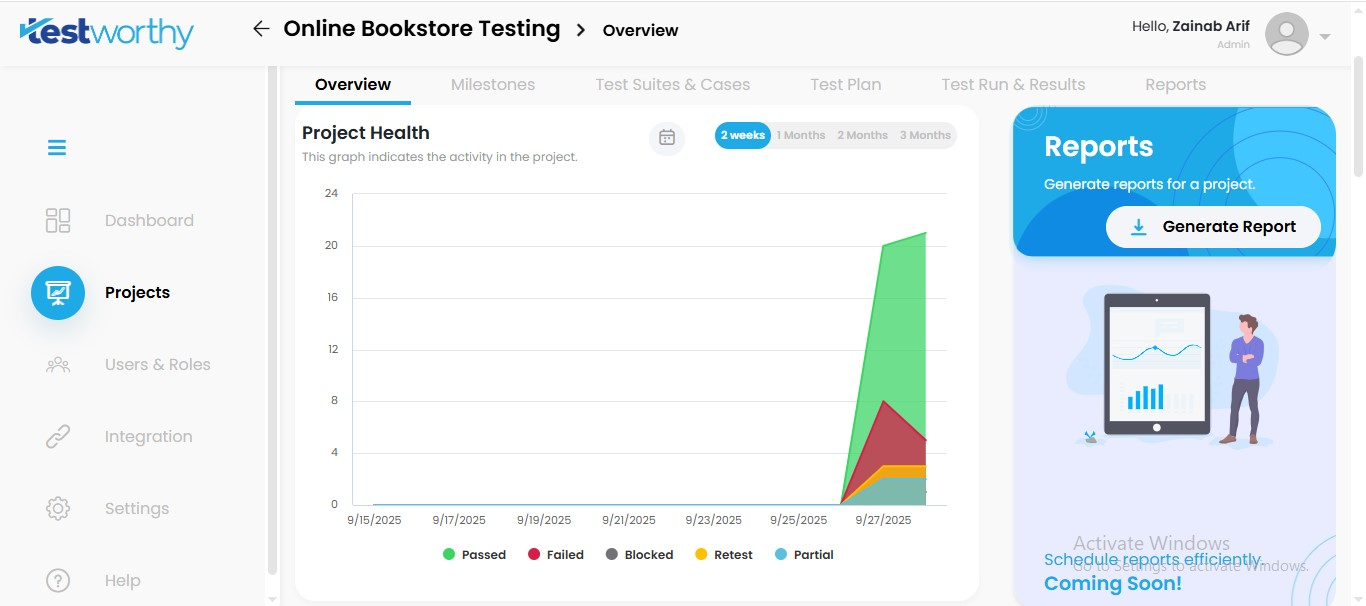 testworthy
Online Bookstore Testing
Overview
Hello, Zainab Arif
Admin
Overview
Milestones
Test Suites & Cases
Test Plan
Test Run & Results
Reports
Dashboard
Projects
Users & Roles
Integration
Settings
Help
Project Health
This graph indicates the activity in the project.
2 weeks
1 Months
2 Months
3 Months
24
20
16
12
8
4
0
9/15/2025
9/17/2025
9/19/2025
9/21/2025
9/23/2025
9/25/2025
9/27/2025
Passed
Failed
Blocked
Retest
Partial
Reports
Generate reports for a project.
Generate Report
Activate Windows
Schedule reports efficiently.
Go to Settings to activate Windows.
Coming Soon!